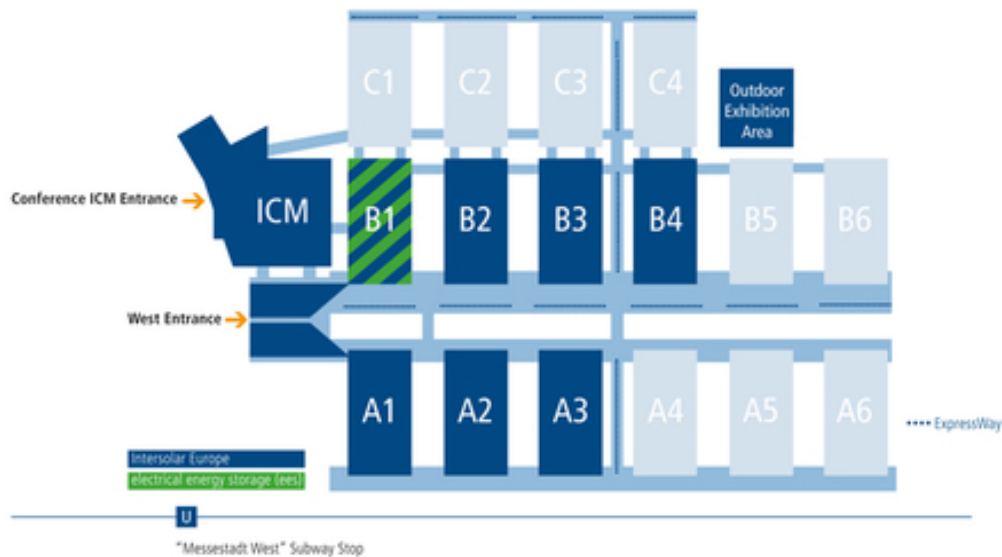 C1
C2
C3
C4
Outdoor
Exhibition
Area
Conference ICM Entrance
ICM
B1
B2
B3
B4
B5
B6
West Entrance
A1
A2
A3
A4
A5
A6
ExpressWay
Intersolar Europe
electrical energy storage (ees)
U
"Messestadt West" Subway Stop